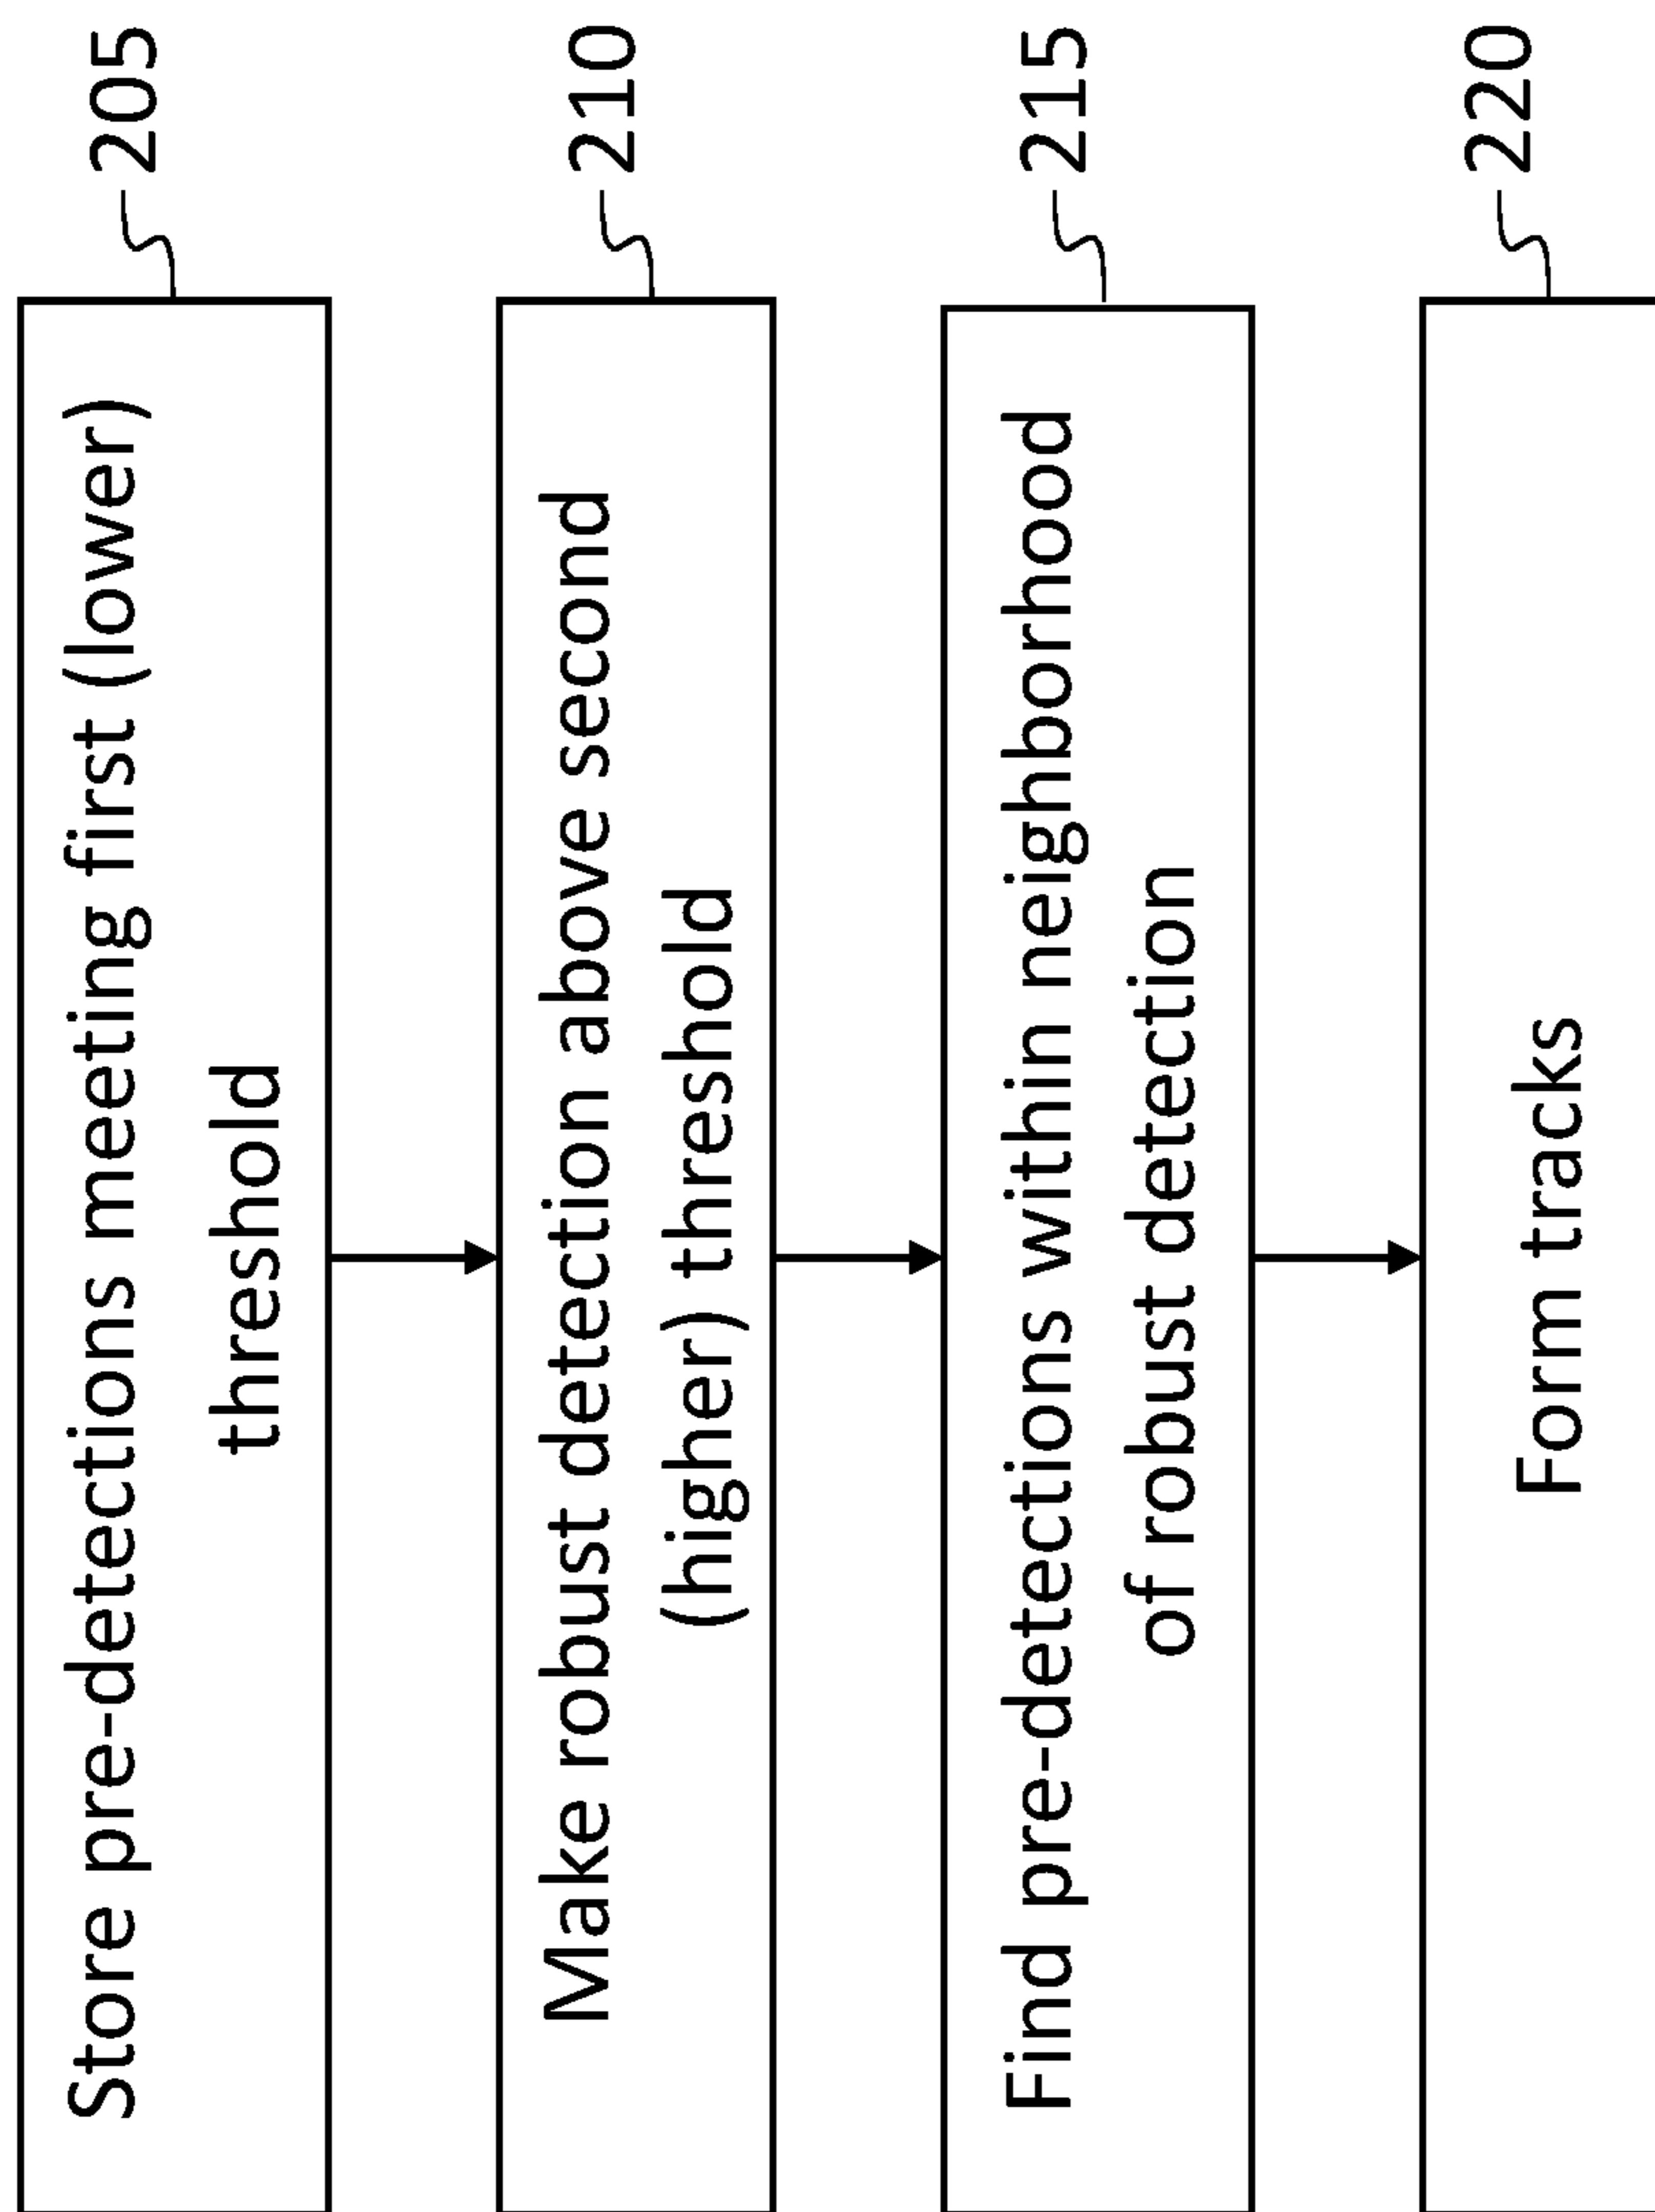 Store pre-detections meeting first (lower)
threshold
205
Make robust detection above second
(higher) threshold
210
Find pre-detections within neighborhood
of robust detection
215
Form tracks
220